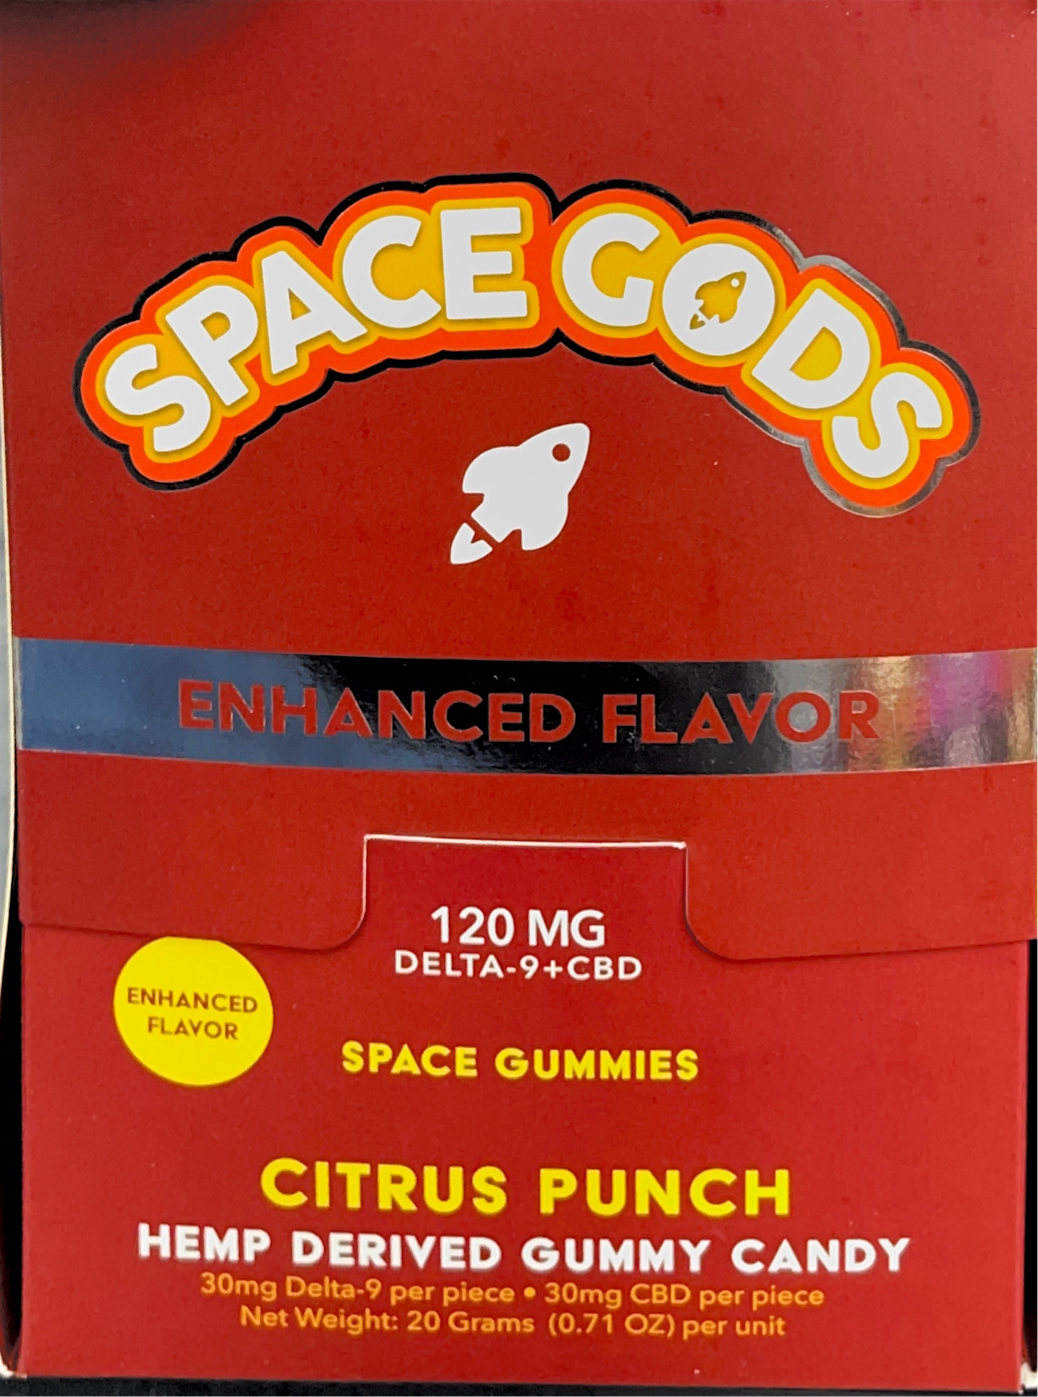 SPACE GODS
ENHANCED FLAVOR
120 MG
DELTA-9+CBD
ENHANCED
FLAVOR
SPACE GUMMIES
CITRUS PUNCH
HEMP DERIVED GUMMY CANDY
30mg Delta-9 per piece • 30mg CBD per piece
Net Weight: 20 Grams (0.71 OZ) per unit